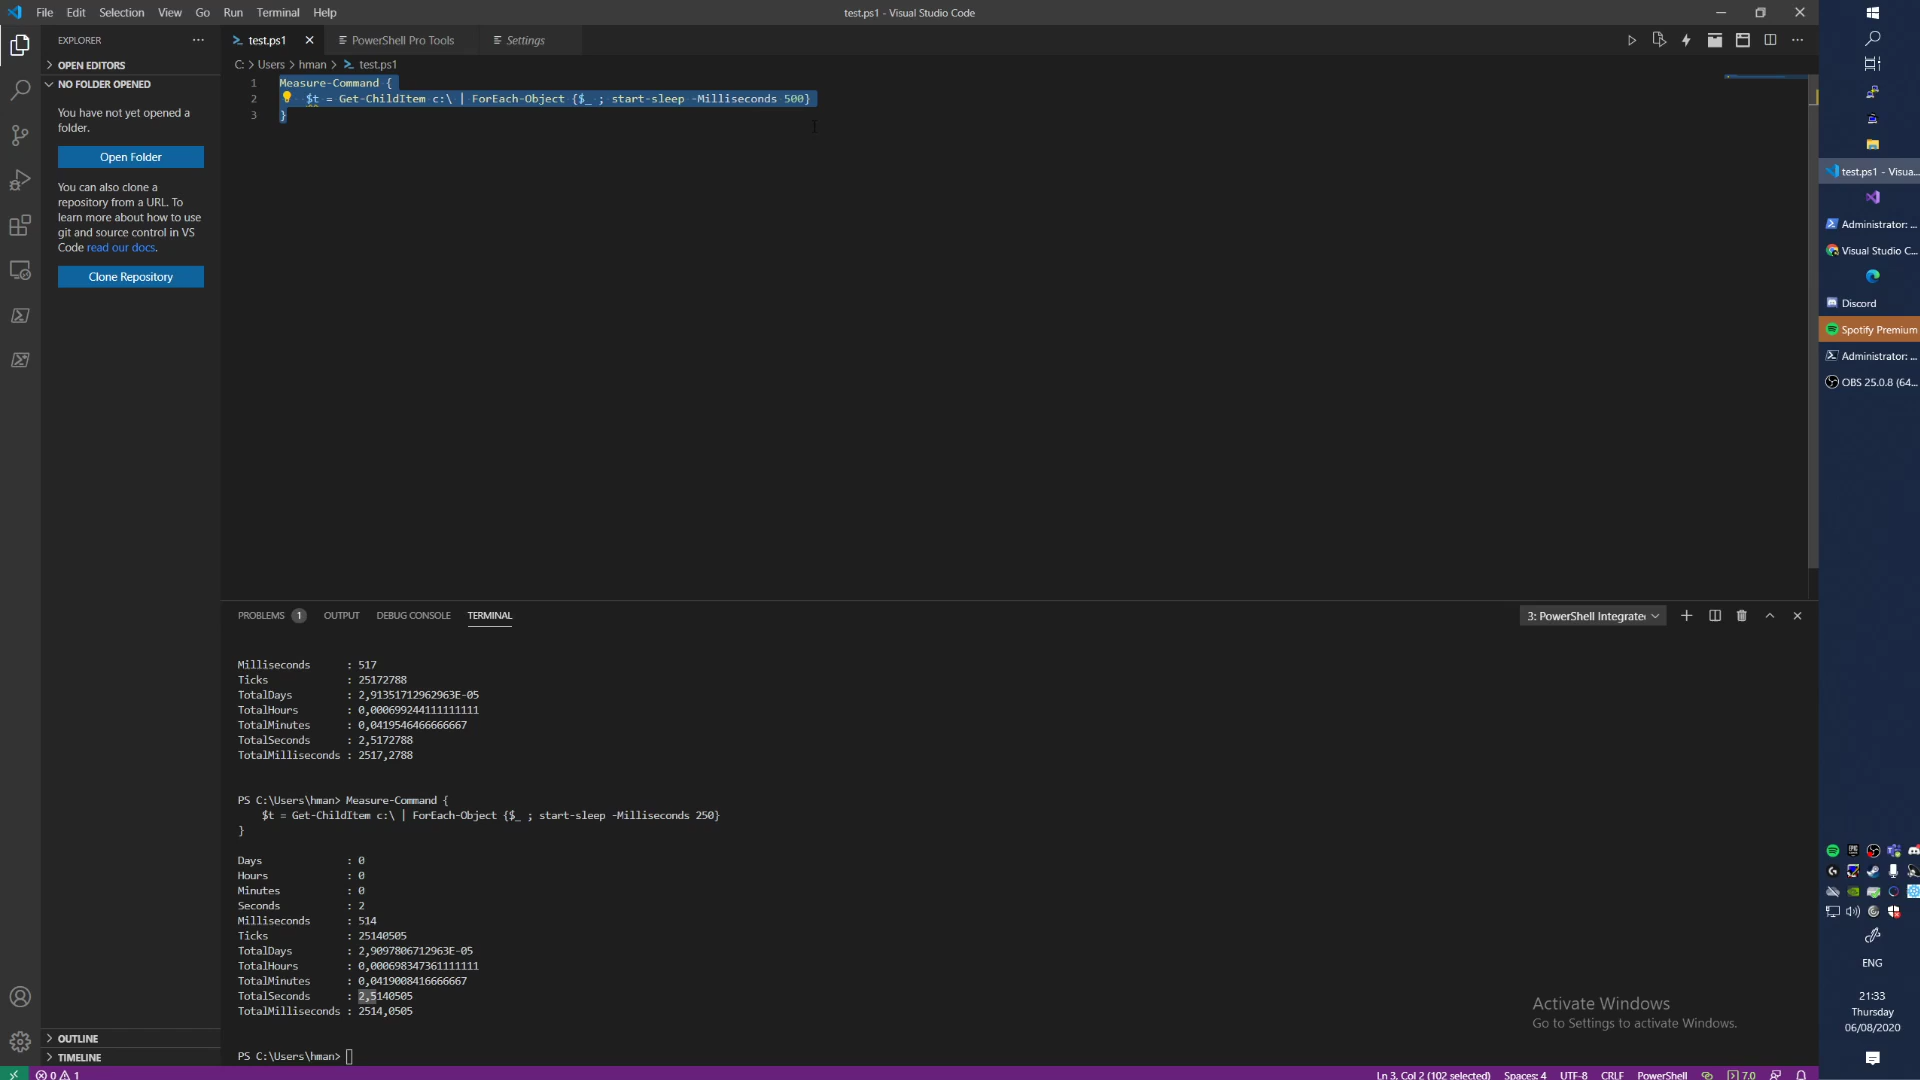 File Edit Selection View Go Run Terminal Help
test.ps1 - Visual Studio Code
EXPLORER
OPEN EDITORS
NO FOLDER OPENED
You have not yet opened a
folder.
Open Folder
You can also clone a
repository from a URL. To
learn more about how to use
git and source control in VS
Code read our docs.
Clone Repository
OUTLINE
TIMELINE
test.ps1
PowerShell Pro Tools
Settings
C: > Users > hman > test.ps1
1 Measure-Command {
2 $t = Get-ChildItem c:\ | ForEach-Object {$_ ; start-sleep -Milliseconds 500}
3 }
PROBLEMS 1 OUTPUT DEBUG CONSOLE TERMINAL
3: PowerShell Integrate
Milliseconds : 517
Ticks : 25172788
TotalDays : 2,91351712962963E-05
TotalHours : 0,000699244111111111
TotalMinutes : 0,0419546466666667
TotalSeconds : 2,5172788
TotalMilliseconds : 2517,2788
PS C:\Users\hman> Measure-Command {
$t = Get-ChildItem c:\ | ForEach-Object {$_ ; start-sleep -Milliseconds 250}
}
Days : 0
Hours : 0
Minutes : 0
Seconds : 2
Milliseconds : 514
Ticks : 25140505
TotalDays : 2,9097806712963E-05
TotalHours : 0,000698347361111111
TotalMinutes : 0,0419008416666667
TotalSeconds : 2,5140505
TotalMilliseconds : 2514,0505
PS C:\Users\hman>
Activate Windows
Go to Settings to activate Windows.
0 1
Ln 3, Col 2 (102 selected) Spaces: 4 UTF-8 CRLF PowerShell 7.0
test.ps1 - Visua...
Administrator: ...
Visual Studio C...
Discord
Spotify Premium
Administrator: ...
OBS 25.0.8 (64...
ENG
21:33
Thursday
06/08/2020